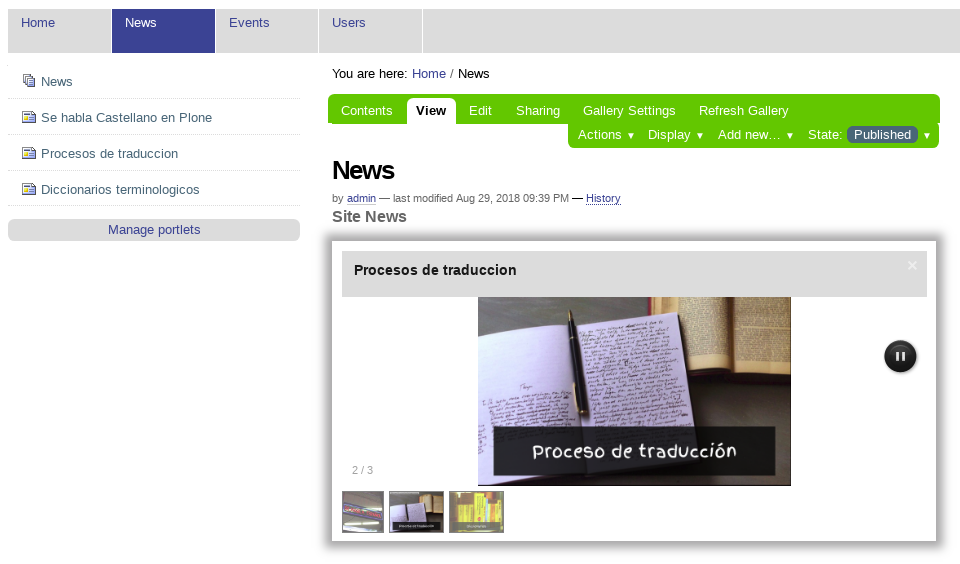 Home News Events Users
News
Se habla Castellano en Plone
Procesos de traduccion
Diccionarios terminologicos
Manage portlets
You are here: Home / News
Contents View Edit Sharing Gallery Settings Refresh Gallery
Actions ▼ Display ▼ Add new… ▼ State: Published ▼
News
by admin — last modified Aug 29, 2018 09:39 PM — History
Site News
Procesos de traduccion ×
Proceso de traducción
2 / 3
Proceso de traducción